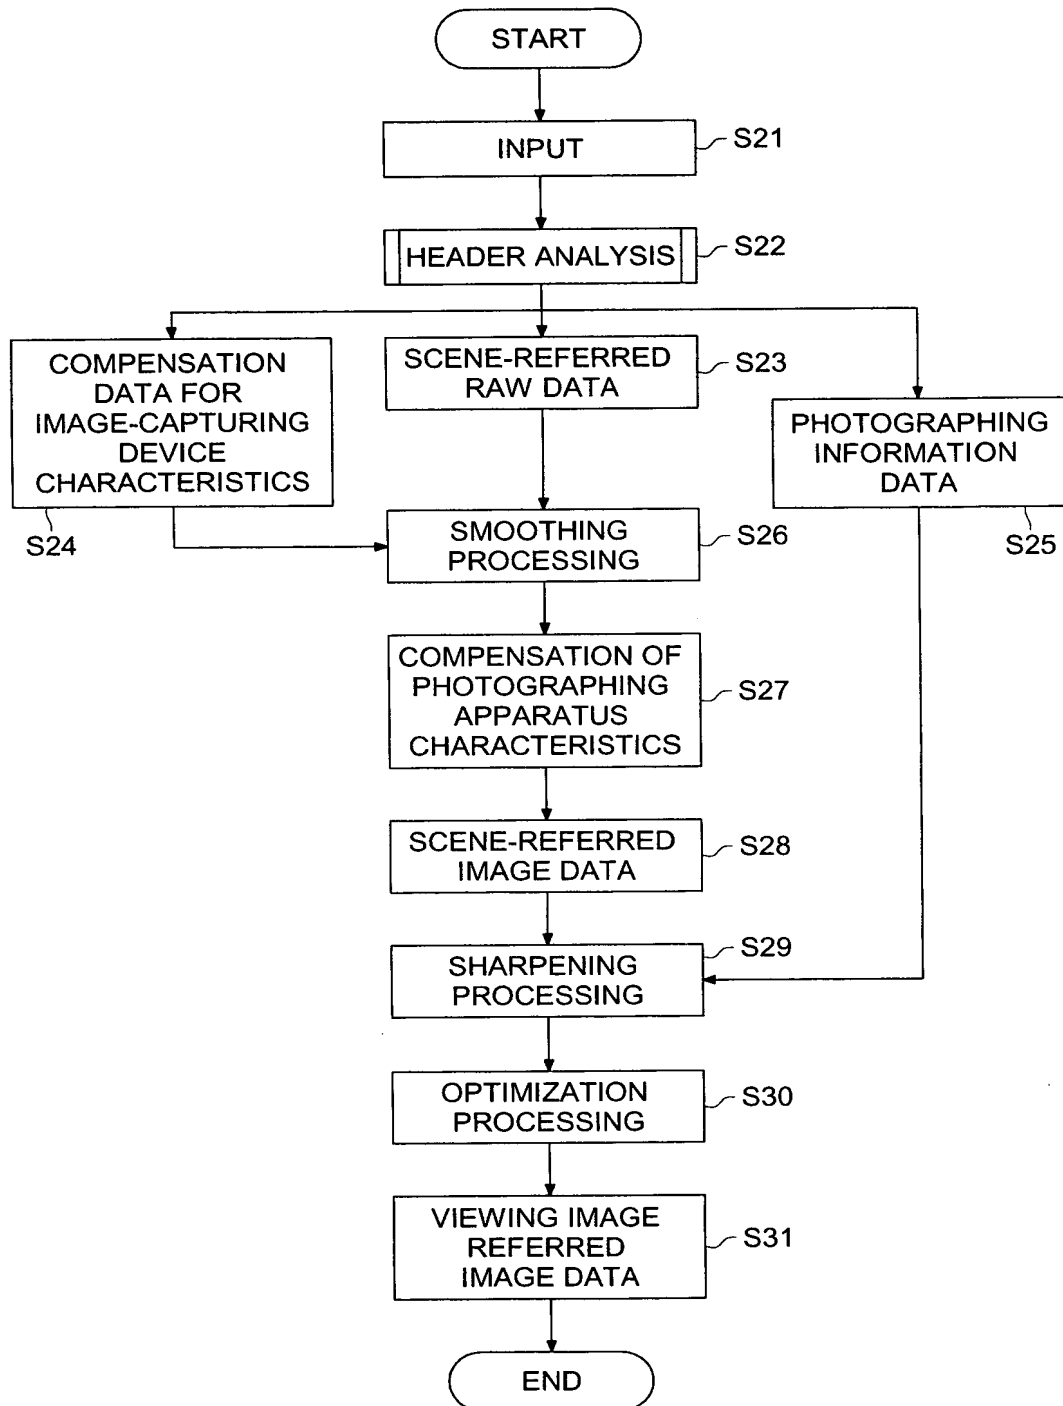 START
INPUT
S21
HEADER ANALYSIS
S22
COMPENSATION
DATA FOR
IMAGE-CAPTURING
DEVICE
CHARACTERISTICS
S24
SCENE-REFERRED
RAW DATA
S23
PHOTOGRAPHING
INFORMATION
DATA
S25
SMOOTHING
PROCESSING
S26
COMPENSATION OF
PHOTOGRAPHING
APPARATUS
CHARACTERISTICS
S27
SCENE-REFERRED
IMAGE DATA
S28
SHARPENING
PROCESSING
S29
OPTIMIZATION
PROCESSING
S30
VIEWING IMAGE
REFERRED
IMAGE DATA
S31
END